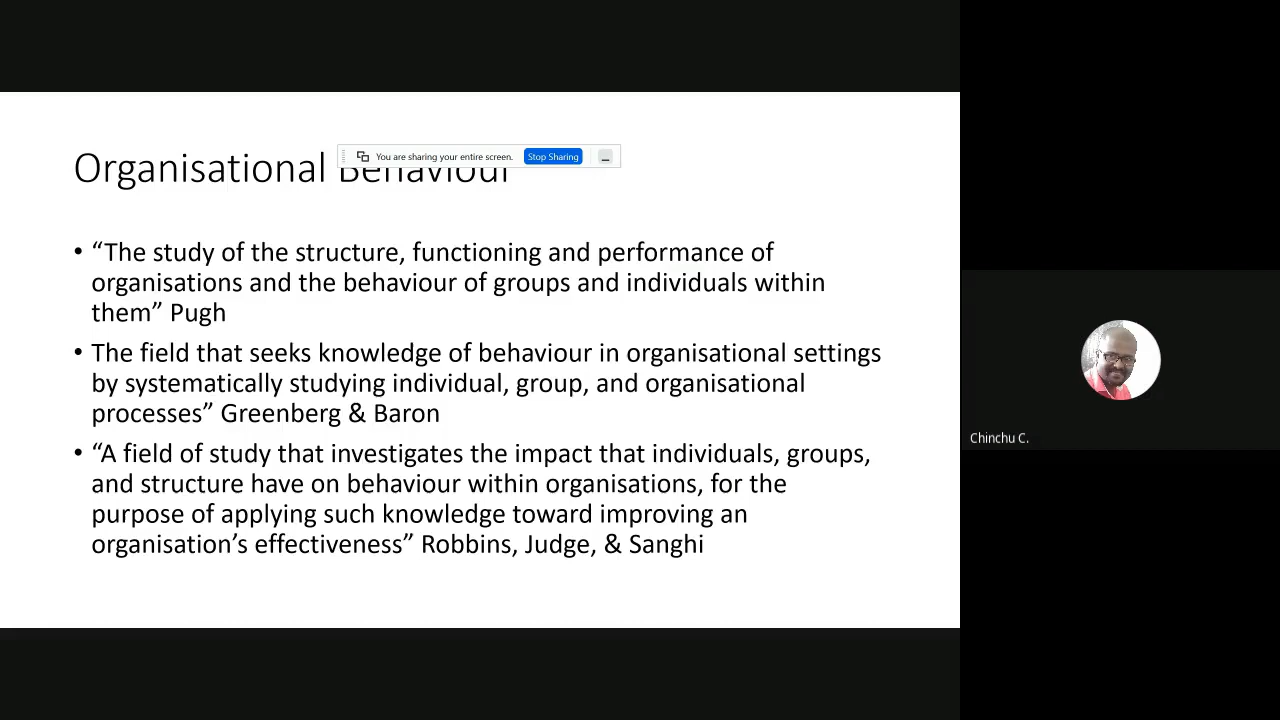 You are sharing your entire screen. Stop Sharing
Organisational Behaviour
• “The study of the structure, functioning and performance of
organisations and the behaviour of groups and individuals within
them” Pugh
• The field that seeks knowledge of behaviour in organisational settings
by systematically studying individual, group, and organisational
processes” Greenberg & Baron
• “A field of study that investigates the impact that individuals, groups,
and structure have on behaviour within organisations, for the
purpose of applying such knowledge toward improving an
organisation’s effectiveness” Robbins, Judge, & Sanghi
Chinchu C.